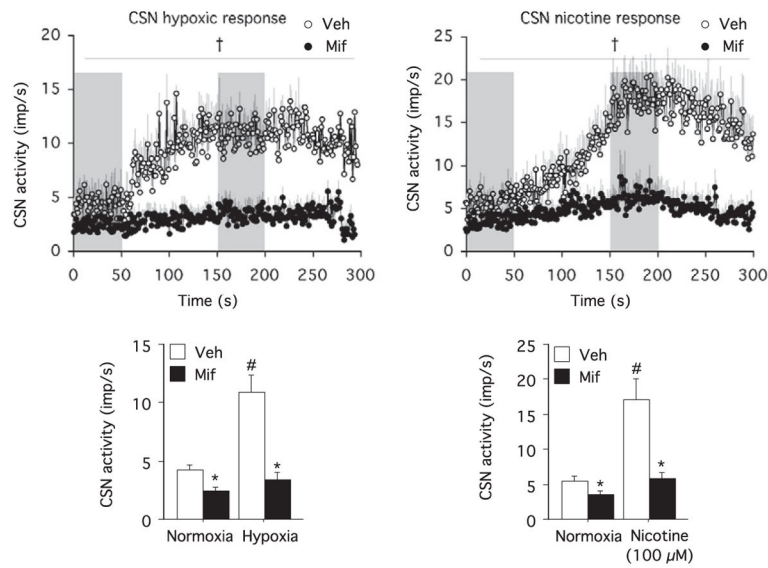 CSN hypoxic response
Veh
Mif
†
CSN activity (imp/s)
20
15
10
5
0
0 50 100 150 200 250 300
Time (s)
CSN nicotine response
Veh
Mif
†
CSN activity (imp/s)
25
20
15
10
5
0
0 50 100 150 200 250 300
Time (s)
Veh
Mif
CSN activity (imp/s)
15
10
5
0
#
*
*
Normoxia Hypoxia
Veh
Mif
CSN activity (imp/s)
25
20
15
10
5
0
#
*
*
Normoxia Nicotine
(100 µM)